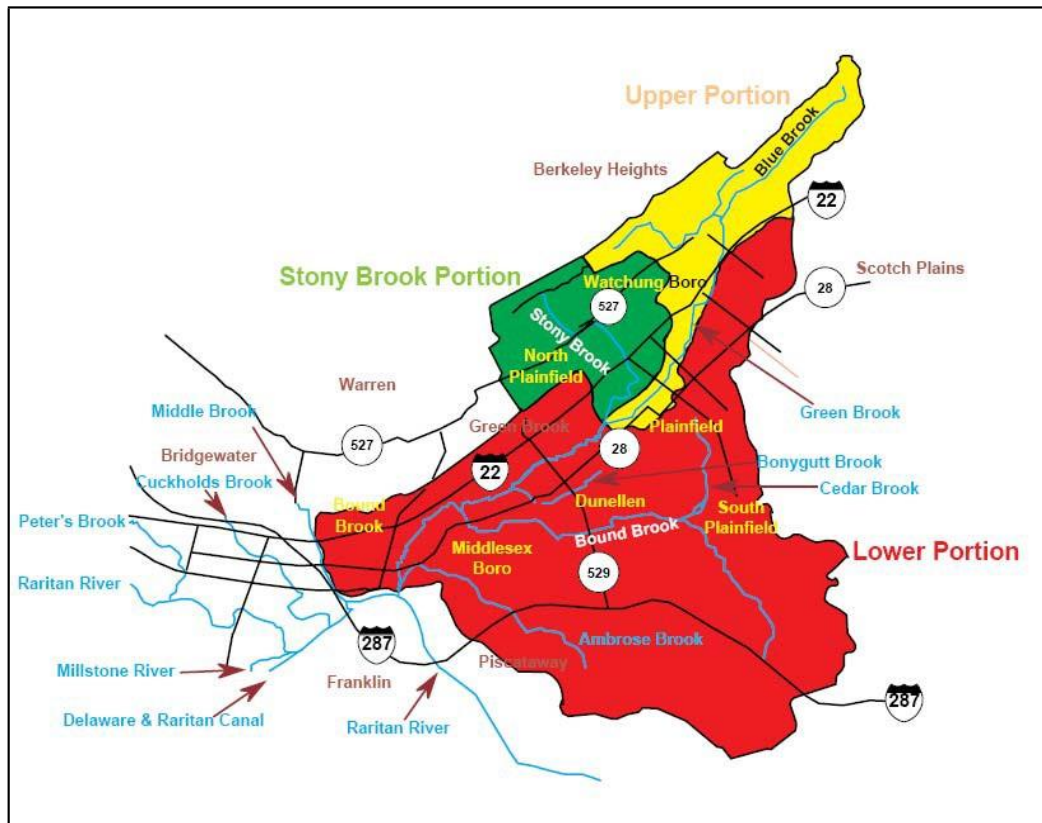 Upper Portion
Blue Brook
Berkeley Heights
22
Scotch Plains
Stony Brook Portion
Watchung Boro
28
527
Stony Brook
North
Plainfield
Warren
Middle Brook
Green Brook
Plainfield
Green Brook
527
28
Bridgewater
22
Bonygutt Brook
Cuckholds Brook
Cedar Brook
Dunellen
Bound
Brook
South
Plainfield
Peter's Brook
Bound Brook
Middlesex
Boro
Lower Portion
529
Raritan River
Ambrose Brook
287
Piscataway
Millstone River
Franklin
287
Delaware & Raritan Canal
Raritan River